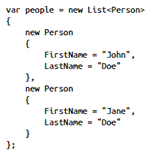 var people = new List<Person>
{
    new Person
    {
        FirstName = "John",
        LastName = "Doe"
    },
    new Person
    {
        FirstName = "Jane",
        LastName = "Doe"
    }
};